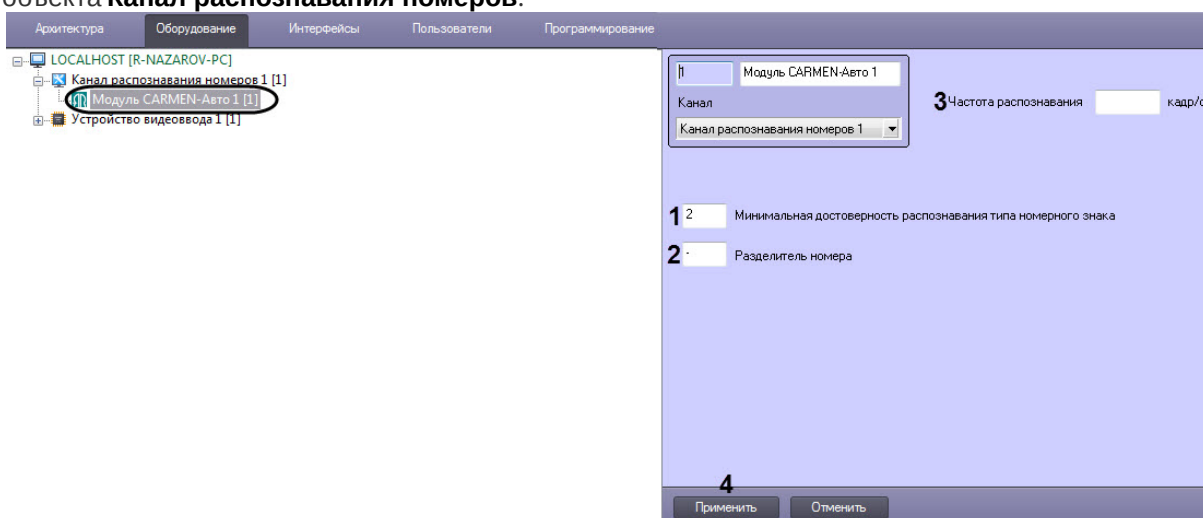 объекта Канал распознавания номеров.
Архитектура Оборудование Интерфейсы Пользователи Программирование
LOCALHOST [R-NAZAROV-PC]
Канал распознавания номеров 1 [1]
Модуль CARMEN-Авто 1 [1]
Устройство видеоввода 1 [1]
1 Модуль CARMEN-Авто 1
Канал
3 Частота распознавания кадр/с
Канал распознавания номеров 1
1 2 Минимальная достоверность распознавания типа номерного знака
2 - Разделитель номера
4
Применить Отменить